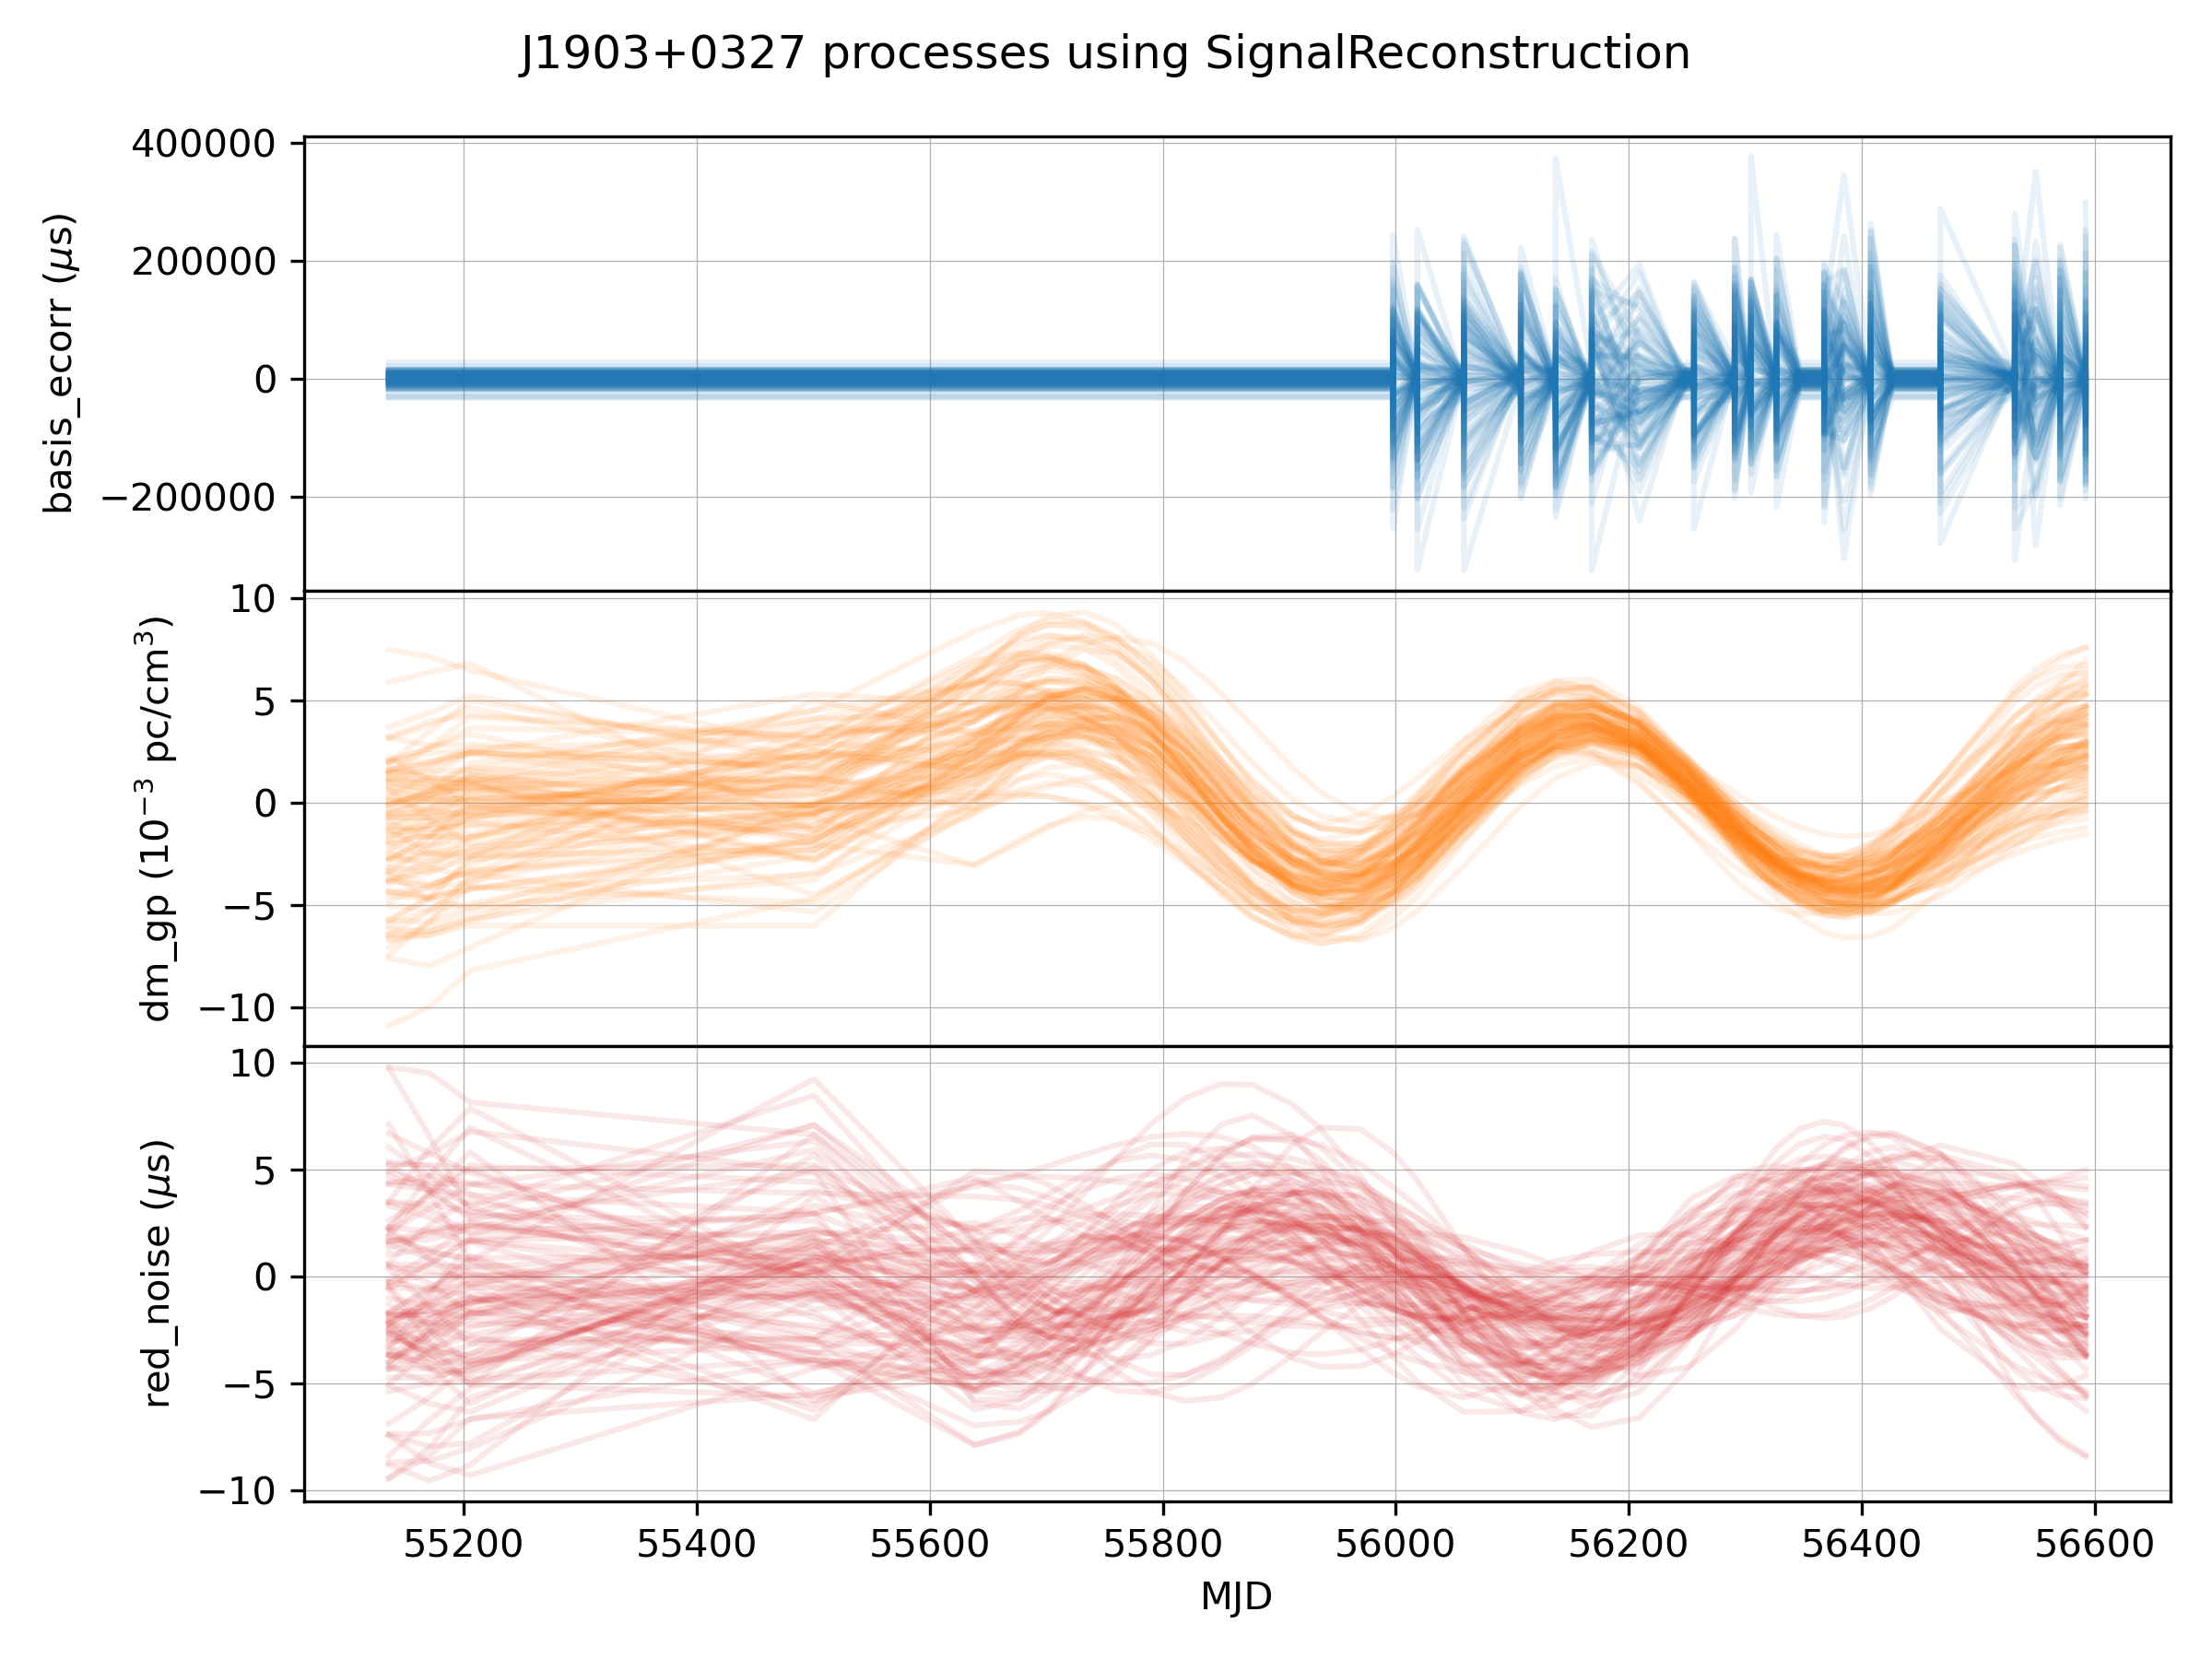 J1903+0327 processes using SignalReconstruction
basis_ecorr (μs)
400000
200000
0
−200000
dm_gp (10⁻³ pc/cm³)
10
5
0
−5
−10
red_noise (μs)
10
5
0
−5
−10
55200 55400 55600 55800 56000 56200 56400 56600
MJD